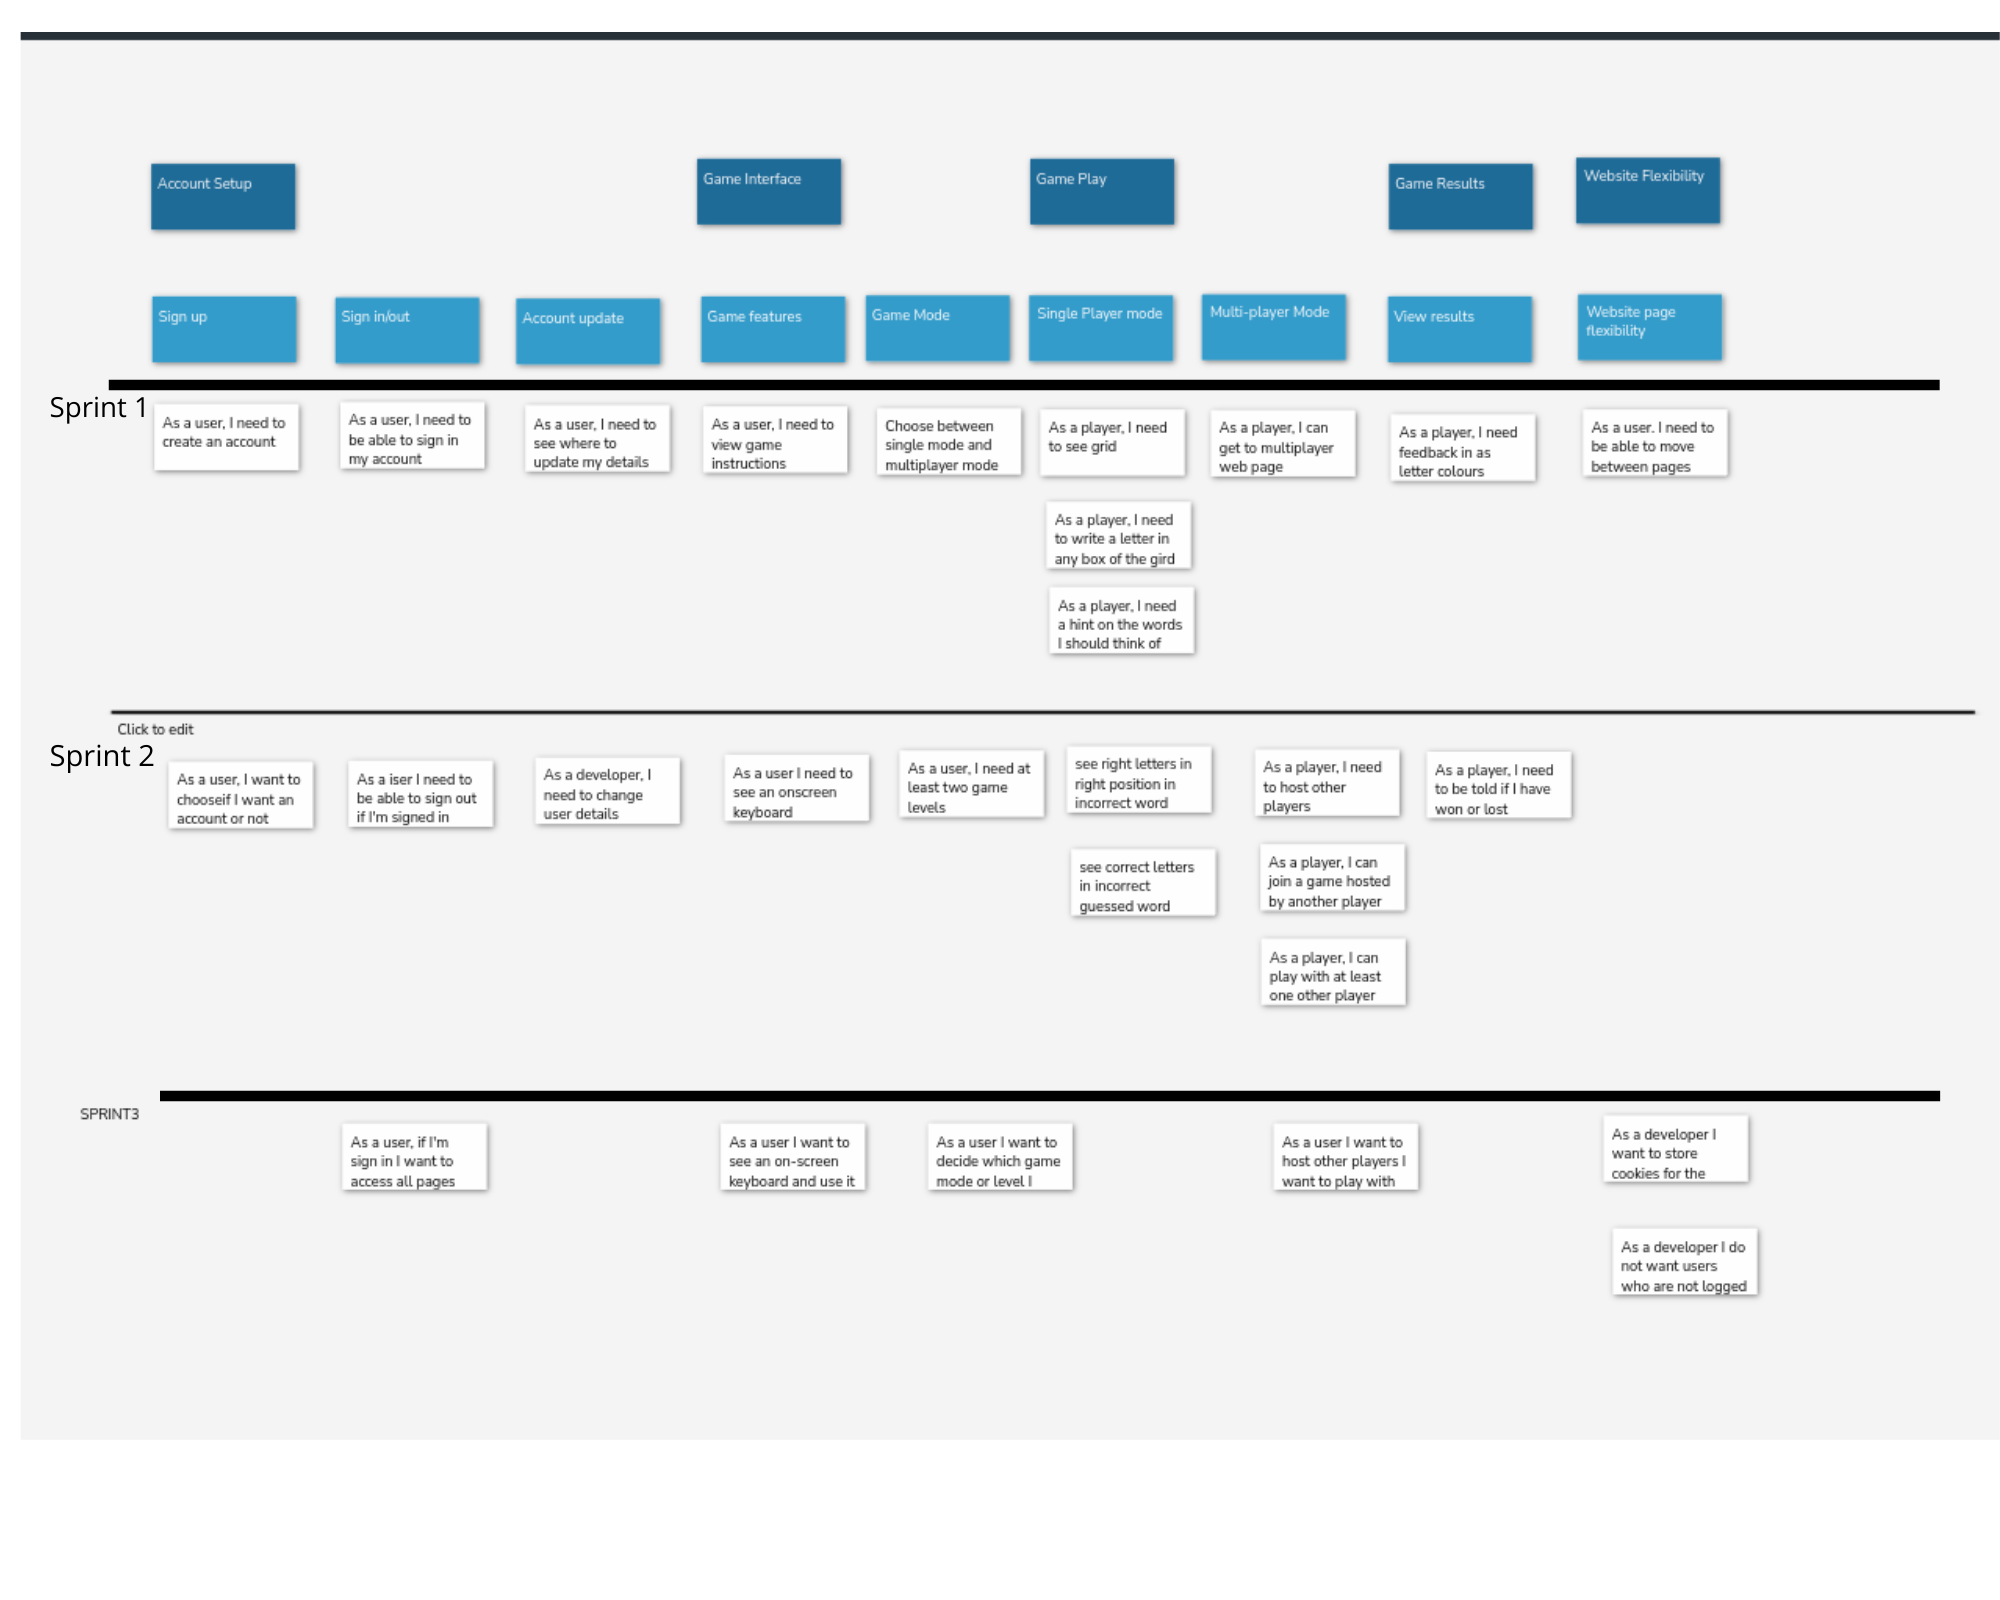 Account Setup
Game Interface
Game Play
Game Results
Website Flexibility
Sign up
Sign in/out
Account update
Game features
Game Mode
Single Player mode
Multi-player Mode
View results
Website page
flexibility
Sprint 1
As a user, I need to
create an account
As a user, I need to
be able to sign in
my account
As a user, I need to
see where to
update my details
As a user, I need to
view game
instructions
Choose between
single mode and
multiplayer mode
As a player, I need
to see grid
As a player, I can
get to multiplayer
web page
As a player, I need
feedback in as
letter colours
As a user. I need to
be able to move
between pages
As a player, I need
to write a letter in
any box of the gird
As a player, I need
a hint on the words
I should think of
Click to edit
Sprint 2
As a user, I want to
chooseif I want an
account or not
As a iser I need to
be able to sign out
if I'm signed in
As a developer, I
need to change
user details
As a user I need to
see an onscreen
keyboard
As a user, I need at
least two game
levels
see right letters in
right position in
incorrect word
As a player, I need
to host other
players
As a player, I need
to be told if I have
won or lost
see correct letters
in incorrect
guessed word
As a player, I can
join a game hosted
by another player
As a player, I can
play with at least
one other player
SPRINT3
As a user, if I'm
sign in I want to
access all pages
As a user I want to
see an on-screen
keyboard and use it
As a user I want to
decide which game
mode or level I
As a user I want to
host other players I
want to play with
As a developer I
want to store
cookies for the
As a developer I do
not want users
who are not logged